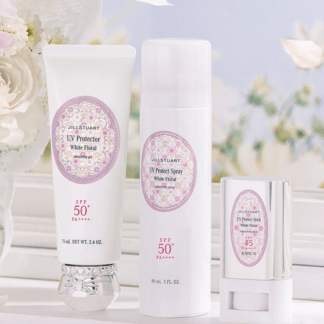 JILLSTUART
UV Protector
White Floral
SPF
50+
PA++++
JILLSTUART
UV Protect Spray
White Floral
SPF
50+
PA++++
JILLSTUART
UV Protect Stick
White Floral
45